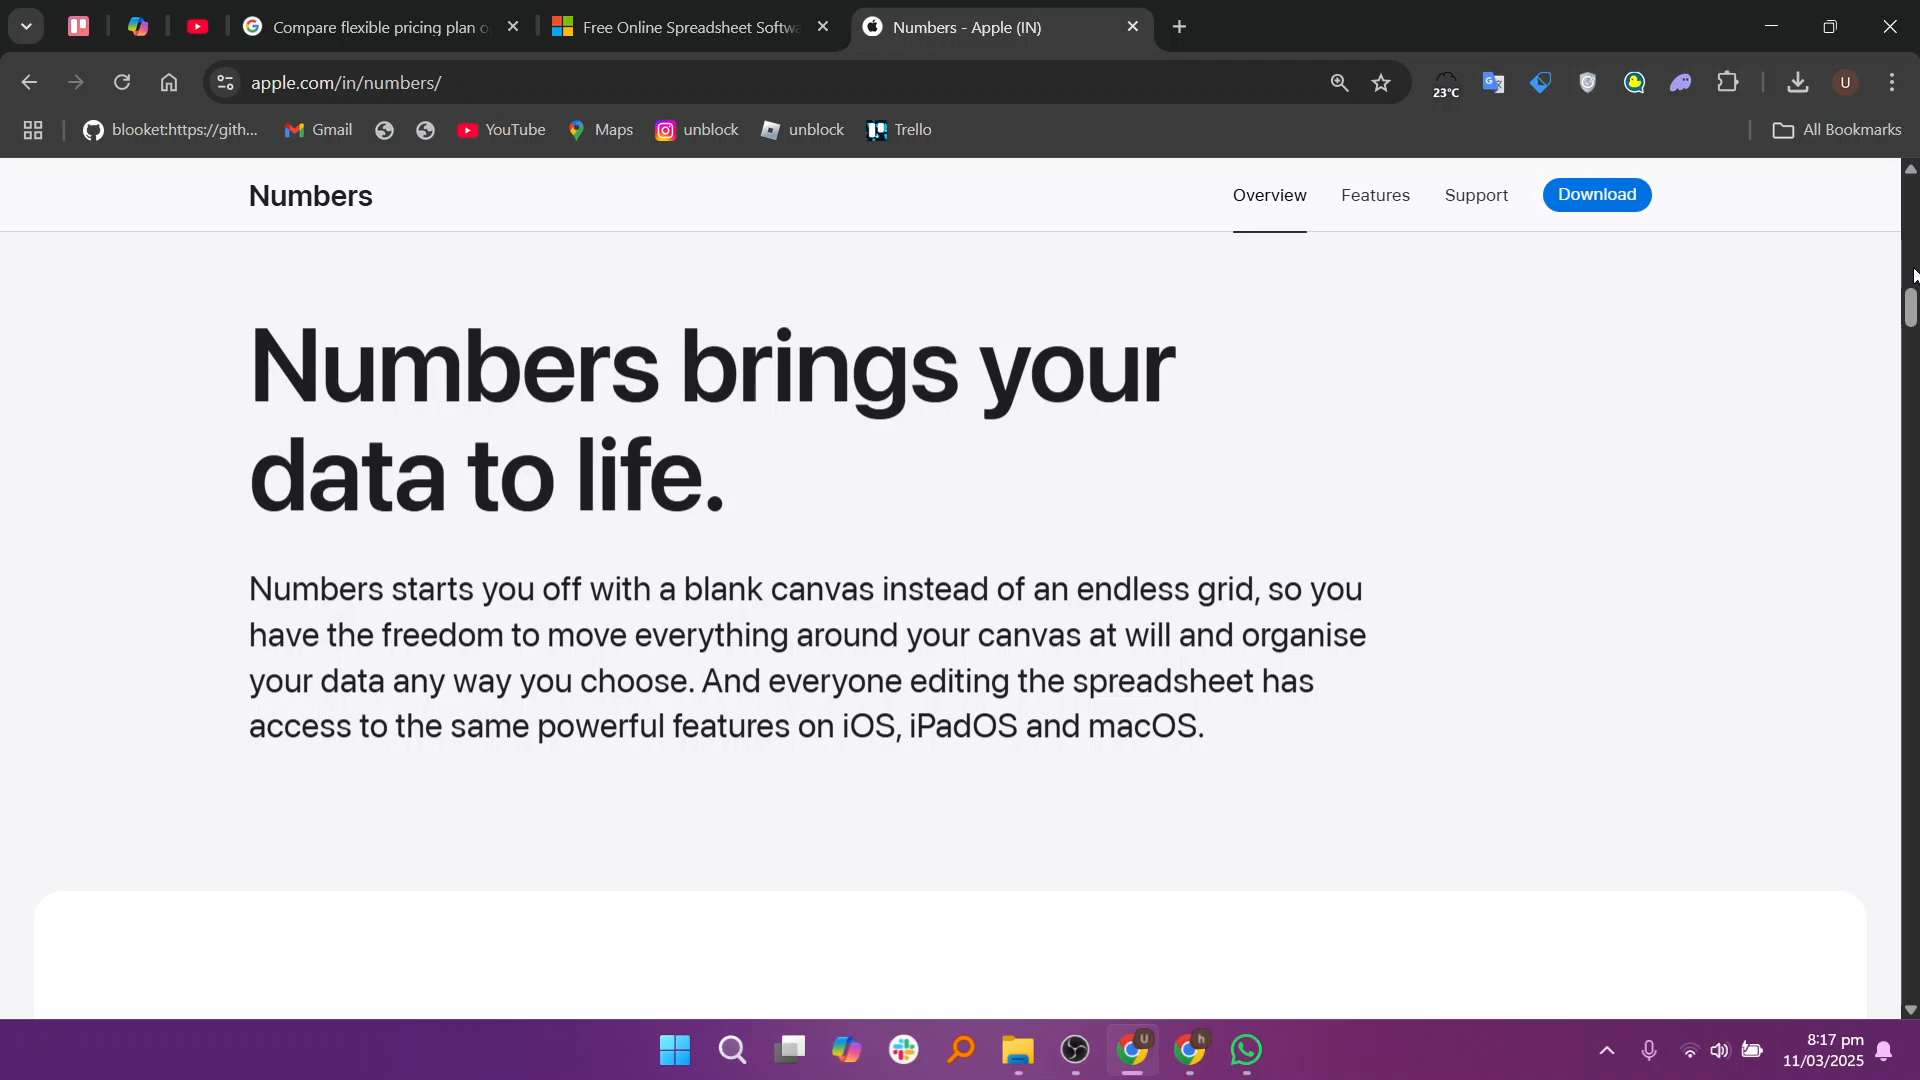 Compare flexible pricing plan o
Free Online Spreadsheet Softwa
Numbers - Apple (IN)
apple.com/in/numbers/
23°C
U
blooket:https://gith...
Gmail
YouTube
Maps
unblock
unblock
Trello
All Bookmarks
Numbers
Overview
Features
Support
Download
Numbers brings your
data to life.
Numbers starts you off with a blank canvas instead of an endless grid, so you
have the freedom to move everything around your canvas at will and organise
your data any way you choose. And everyone editing the spreadsheet has
access to the same powerful features on iOS, iPadOS and macOS.
U
h
8:17 pm
11/03/2025